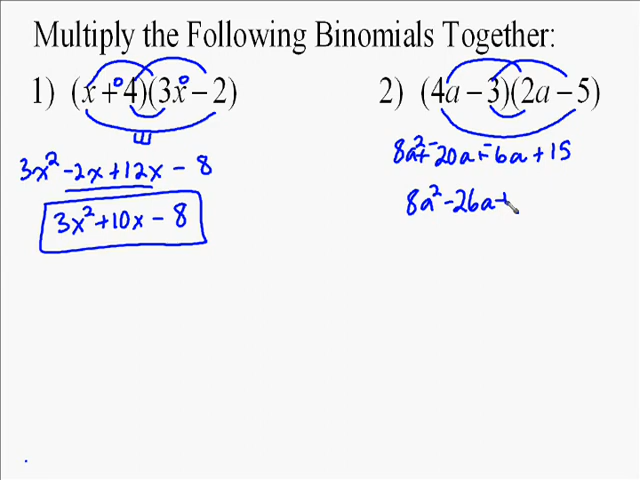 Multiply the Following Binomials Together:
1) (x + 4)(3x − 2)
3x² -2x + 12x - 8
3x² + 10x - 8
2) (4a − 3)(2a − 5)
8a² +- 20a +- 6a + 15
8a² - 26a +